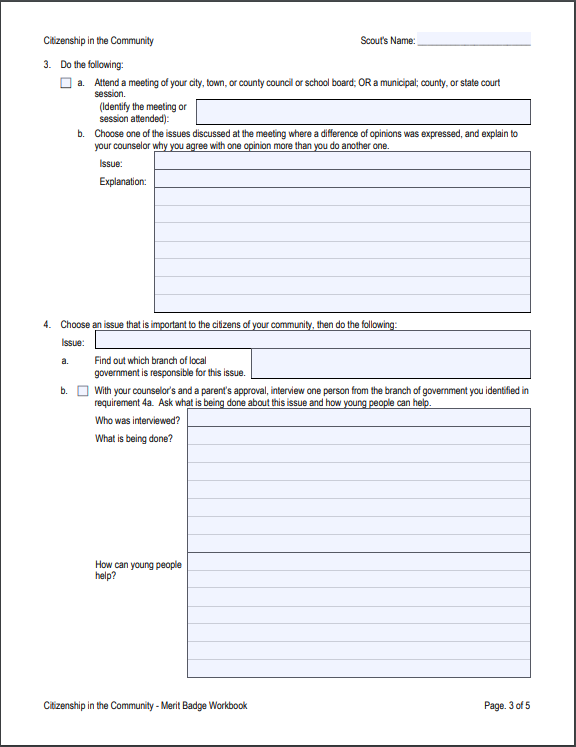 Citizenship in the Community Scout's Name: ____________________
3. Do the following:
a. Attend a meeting of your city, town, or county council or school board; OR a municipal; county, or state court
session.
(Identify the meeting or
session attended):
b. Choose one of the issues discussed at the meeting where a difference of opinions was expressed, and explain to
your counselor why you agree with one opinion more than you do another one.
Issue:
Explanation:
4. Choose an issue that is important to the citizens of your community, then do the following:
Issue:
a. Find out which branch of local
government is responsible for this issue.
b. With your counselor's and a parent's approval, interview one person from the branch of government you identified in
requirement 4a. Ask what is being done about this issue and how young people can help.
Who was interviewed?
What is being done?
How can young people
help?
Citizenship in the Community - Merit Badge Workbook Page. 3 of 5